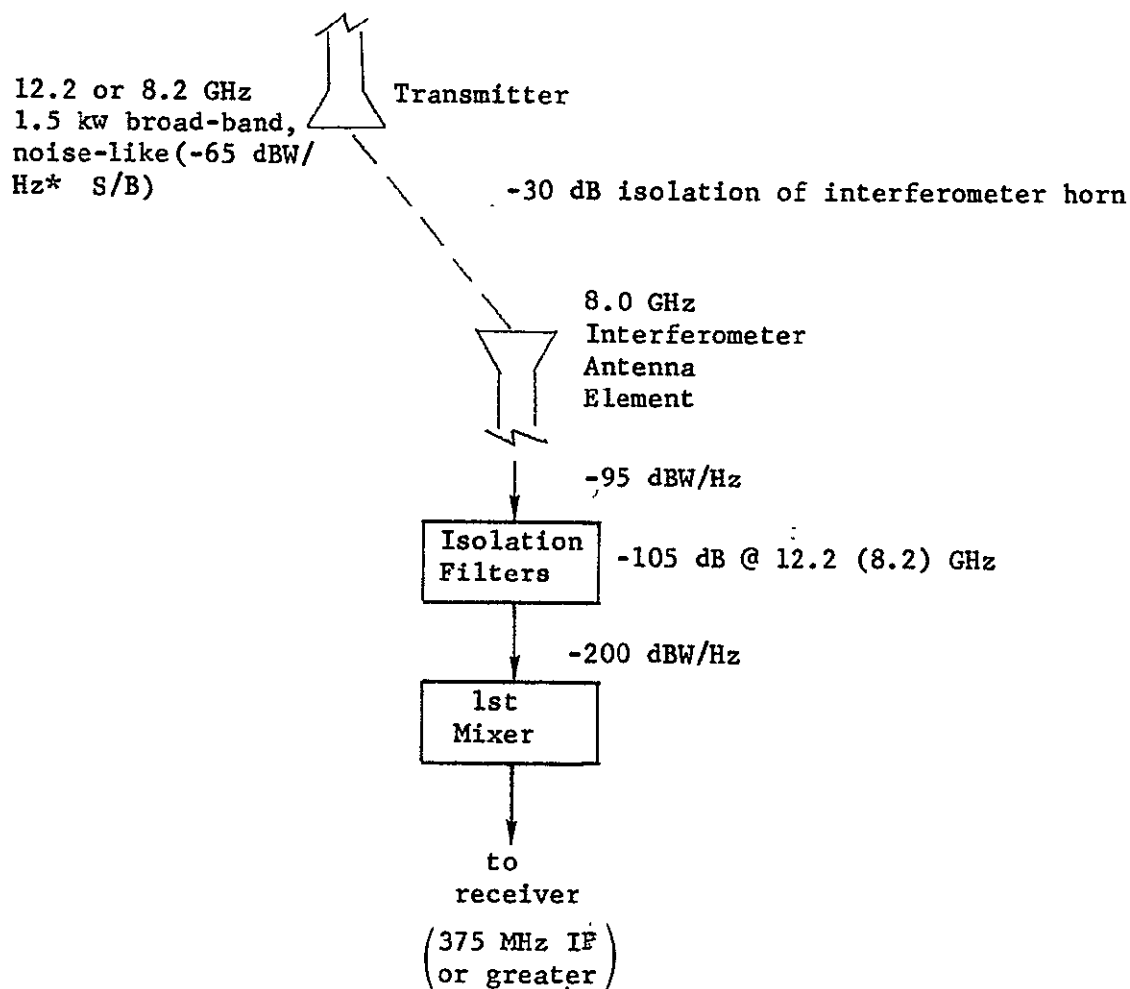 12.2 or 8.2 GHz
1.5 kw broad-band,
noise-like(-65 dBW/
Hz* S/B)
Transmitter
-30 dB isolation of interferometer horn
8.0 GHz
Interferometer
Antenna
Element
-95 dBW/Hz
Isolation
Filters
-105 dB @ 12.2 (8.2) GHz
-200 dBW/Hz
1st
Mixer
to
receiver
(375 MHz IF
or greater)